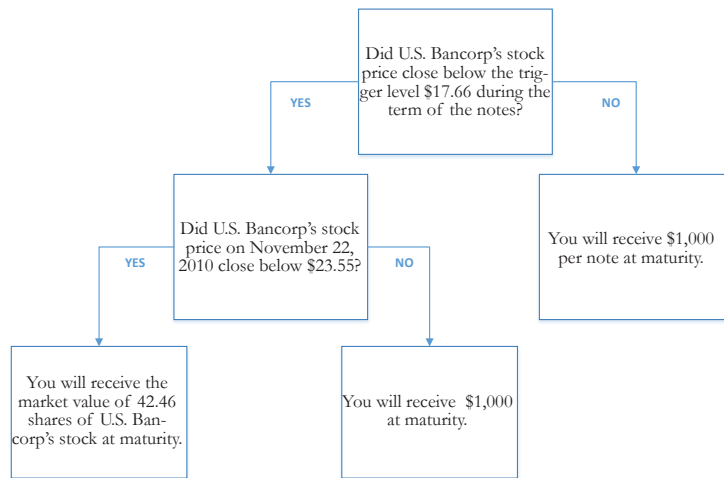 Did U.S. Bancorp's stock
price close below the trig-
ger level $17.66 during the
term of the notes?
YES
NO
Did U.S. Bancorp's stock
price on November 22,
2010 close below $23.55?
You will receive $1,000
per note at maturity.
YES
NO
You will receive the
market value of 42.46
shares of U.S. Ban-
corp's stock at maturity.
You will receive $1,000
at maturity.